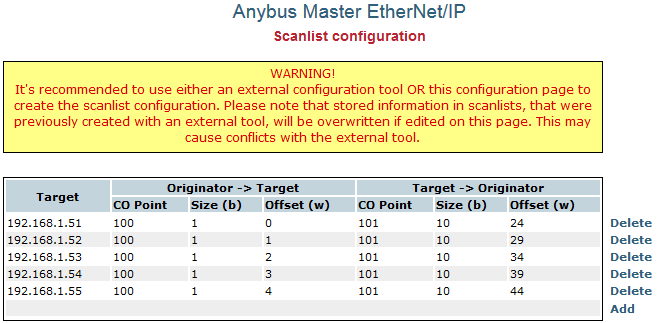 Anybus Master EtherNet/IP
Scanlist configuration
WARNING!
It's recommended to use either an external configuration tool OR this configuration page to
create the scanlist configuration. Please note that stored information in scanlists, that were
previously created with an external tool, will be overwritten if edited on this page. This may
cause conflicts with the external tool.
Target Originator -> Target Target -> Originator
CO Point Size (b) Offset (w) CO Point Size (b) Offset (w)
192.168.1.51 100 1 0 101 10 24 Delete
192.168.1.52 100 1 1 101 10 29 Delete
192.168.1.53 100 1 2 101 10 34 Delete
192.168.1.54 100 1 3 101 10 39 Delete
192.168.1.55 100 1 4 101 10 44 Delete
Add